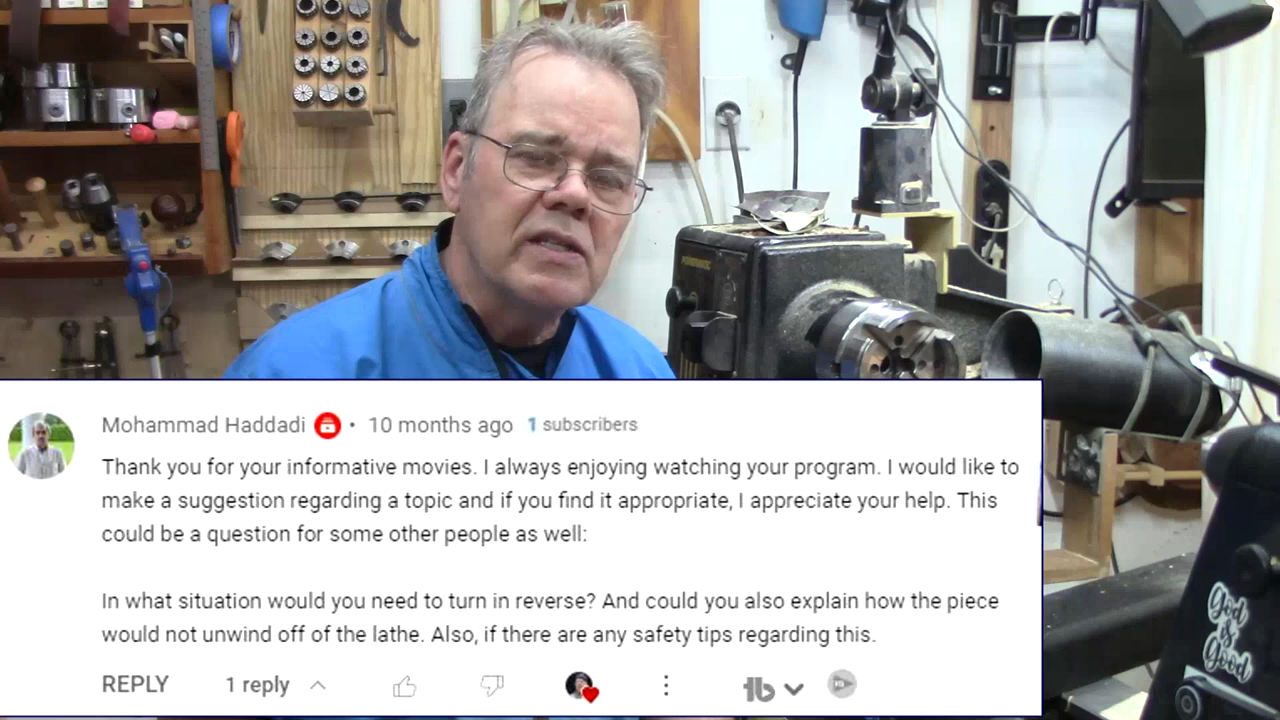 POWERMATIC
Mohammad Haddadi • 10 months ago 1 subscribers
Thank you for your informative movies. I always enjoying watching your program. I would like to
make a suggestion regarding a topic and if you find it appropriate, I appreciate your help. This
could be a question for some other people as well:
In what situation would you need to turn in reverse? And could you also explain how the piece
would not unwind off of the lathe. Also, if there are any safety tips regarding this.
REPLY 1 reply
God
is
Good